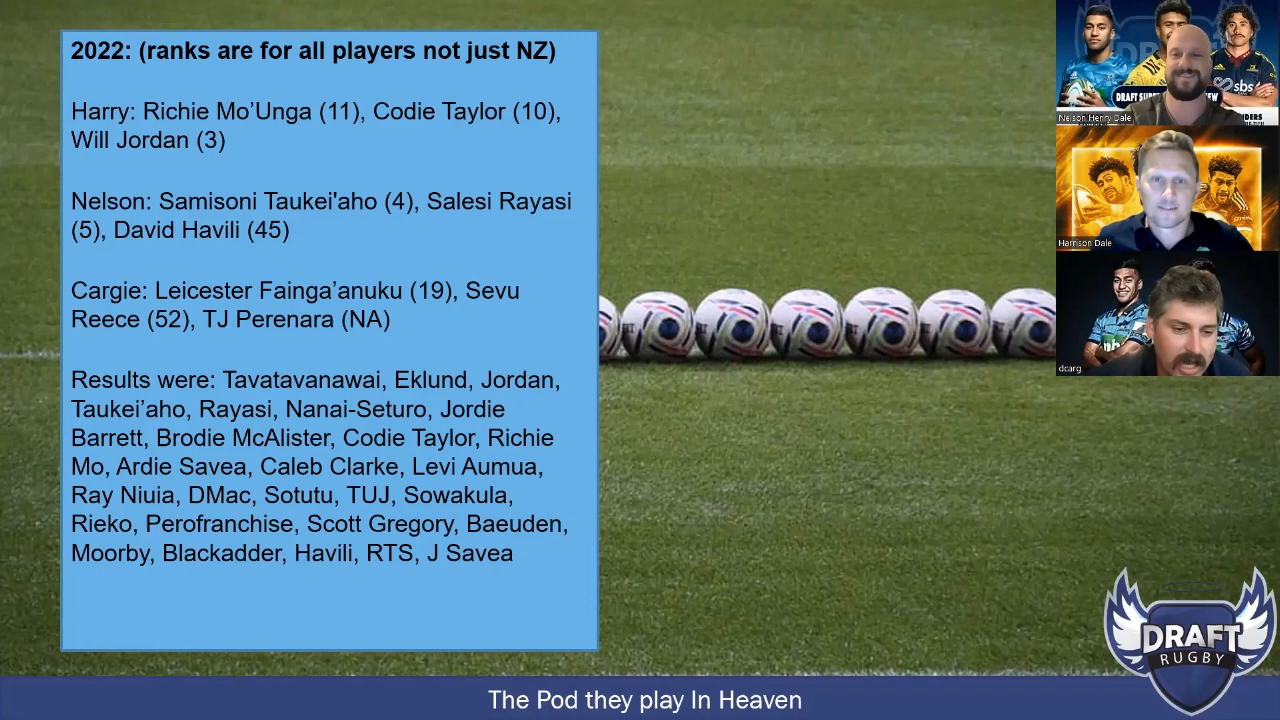 2022: (ranks are for all players not just NZ)
Harry: Richie Mo’Unga (11), Codie Taylor (10),
Will Jordan (3)
Nelson: Samisoni Taukei'aho (4), Salesi Rayasi
(5), David Havili (45)
Cargie: Leicester Fainga’anuku (19), Sevu
Reece (52), TJ Perenara (NA)
Results were: Tavatavanawai, Eklund, Jordan,
Taukei’aho, Rayasi, Nanai-Seturo, Jordie
Barrett, Brodie McAlister, Codie Taylor, Richie
Mo, Ardie Savea, Caleb Clarke, Levi Aumua,
Ray Niuia, DMac, Sotutu, TUJ, Sowakula,
Rieko, Perofranchise, Scott Gregory, Baeuden,
Moorby, Blackadder, Havili, RTS, J Savea
DRAFT SUP
sbs
Nelson Henry Dale
Harrison Dale
dcarg
DRAFT
RUGBY
The Pod they play In Heaven